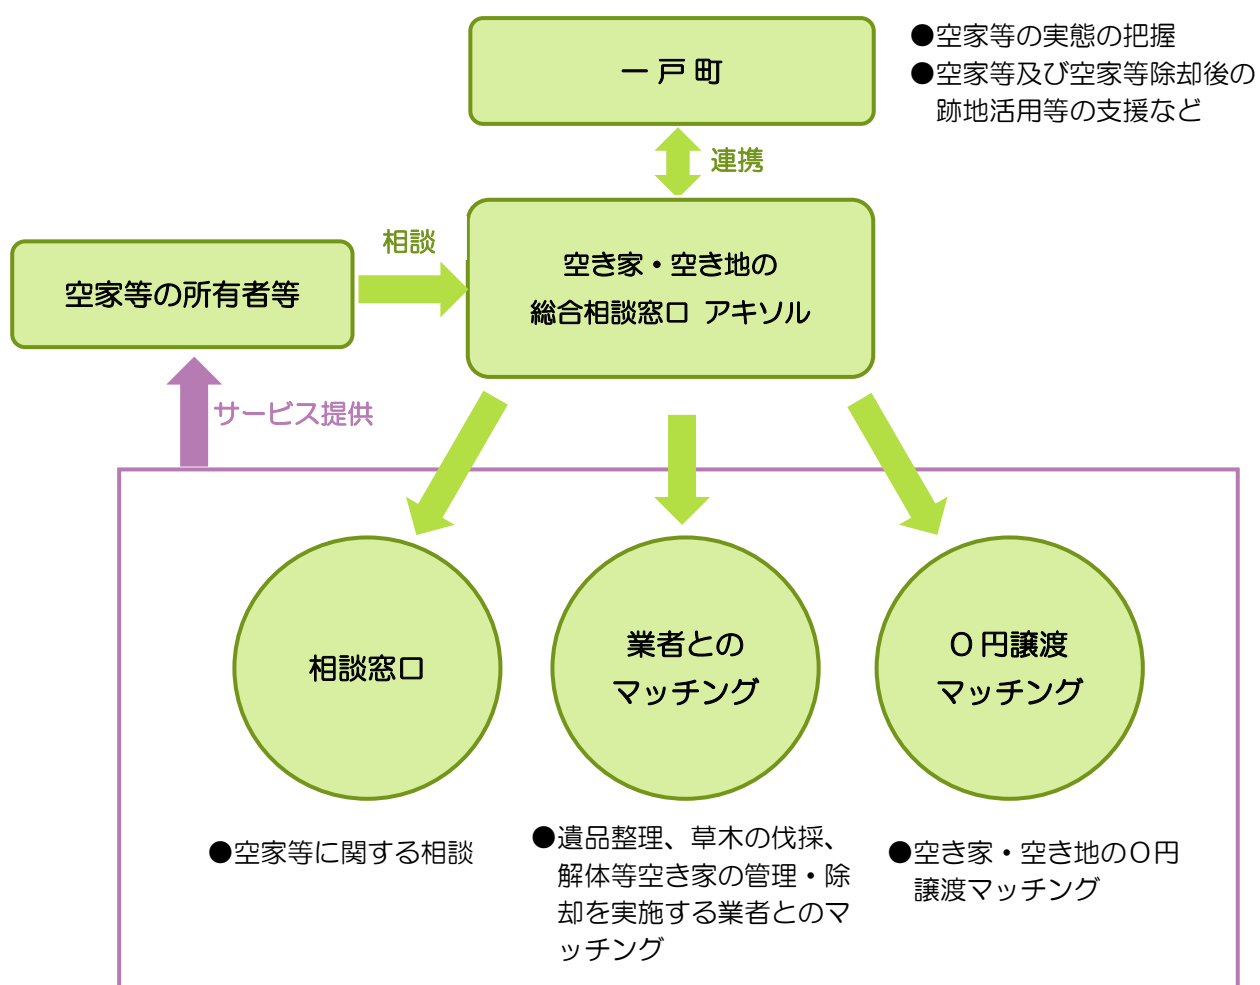 一戸町
●空家等の実態の把握
●空家等及び空家等除却後の
跡地活用等の支援など
連携
相談
空家等の所有者等
空き家・空き地の
総合相談窓口 アキソル
サービス提供
相談窓口
業者との
マッチング
０円譲渡
マッチング
●空家等に関する相談
●遺品整理、草木の伐採、
解体等空き家の管理・除
却を実施する業者とのマ
ッチング
●空き家・空き地の０円
譲渡マッチング